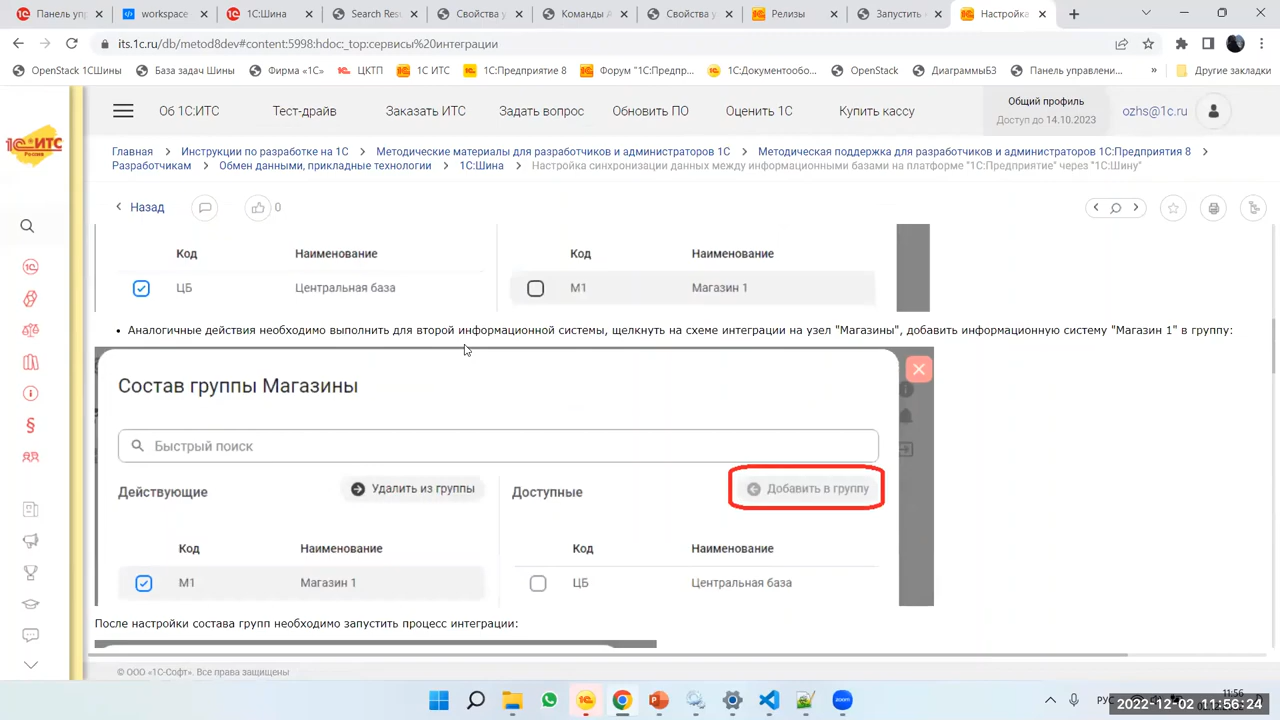 Панель упр
workspace
1С:Шина
Search Resu
Свойства у
Команды A
Свойства у
Релизы
Запустить к
Настройка
its.1c.ru/db/metod8dev#content:5998:hdoc:_top:сервисы%20интеграции
OpenStack 1СШины
База задач Шины
Фирма «1С»
ЦКТП
1С ИТС
1С:Предприятие 8
Форум "1С:Предпр...
1С:Документообо...
OpenStack
ДиаграммыБЗ
Панель управлени...
»
Другие закладки
1С ИТС
Россия
Об 1С:ИТС
Тест-драйв
Заказать ИТС
Задать вопрос
Обновить ПО
Оценить 1С
Купить кассу
Общий профиль
Доступ до 14.10.2023
ozhs@1c.ru
Главная > Инструкции по разработке на 1С > Методические материалы для разработчиков и администраторов 1С > Методическая поддержка для разработчиков и администраторов 1С:Предприятия 8 >
Разработчикам > Обмен данными, прикладные технологии > 1С:Шина > Настройка синхронизации данных между информационными базами на платформе "1С:Предприятие" через "1С:Шину"
Назад
0
Код Наименование Код Наименование
ЦБ Центральная база М1 Магазин 1
• Аналогичные действия необходимо выполнить для второй информационной системы, щелкнуть на схеме интеграции на узел "Магазины", добавить информационную систему "Магазин 1" в группу:
Состав группы Магазины
Быстрый поиск
Действующие
Удалить из группы
Доступные
Добавить в группу
Код Наименование Код Наименование
М1 Магазин 1 ЦБ Центральная база
После настройки состава групп необходимо запустить процесс интеграции:
© ООО «1С-Софт». Все права защищены
РУС
11:56
2022-12-02 11:56:24